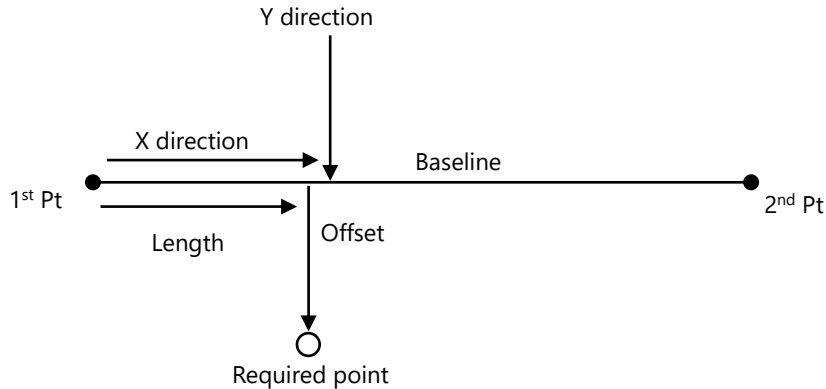 Y direction
X direction
Baseline
1st Pt
2nd Pt
Length
Offset
Required point